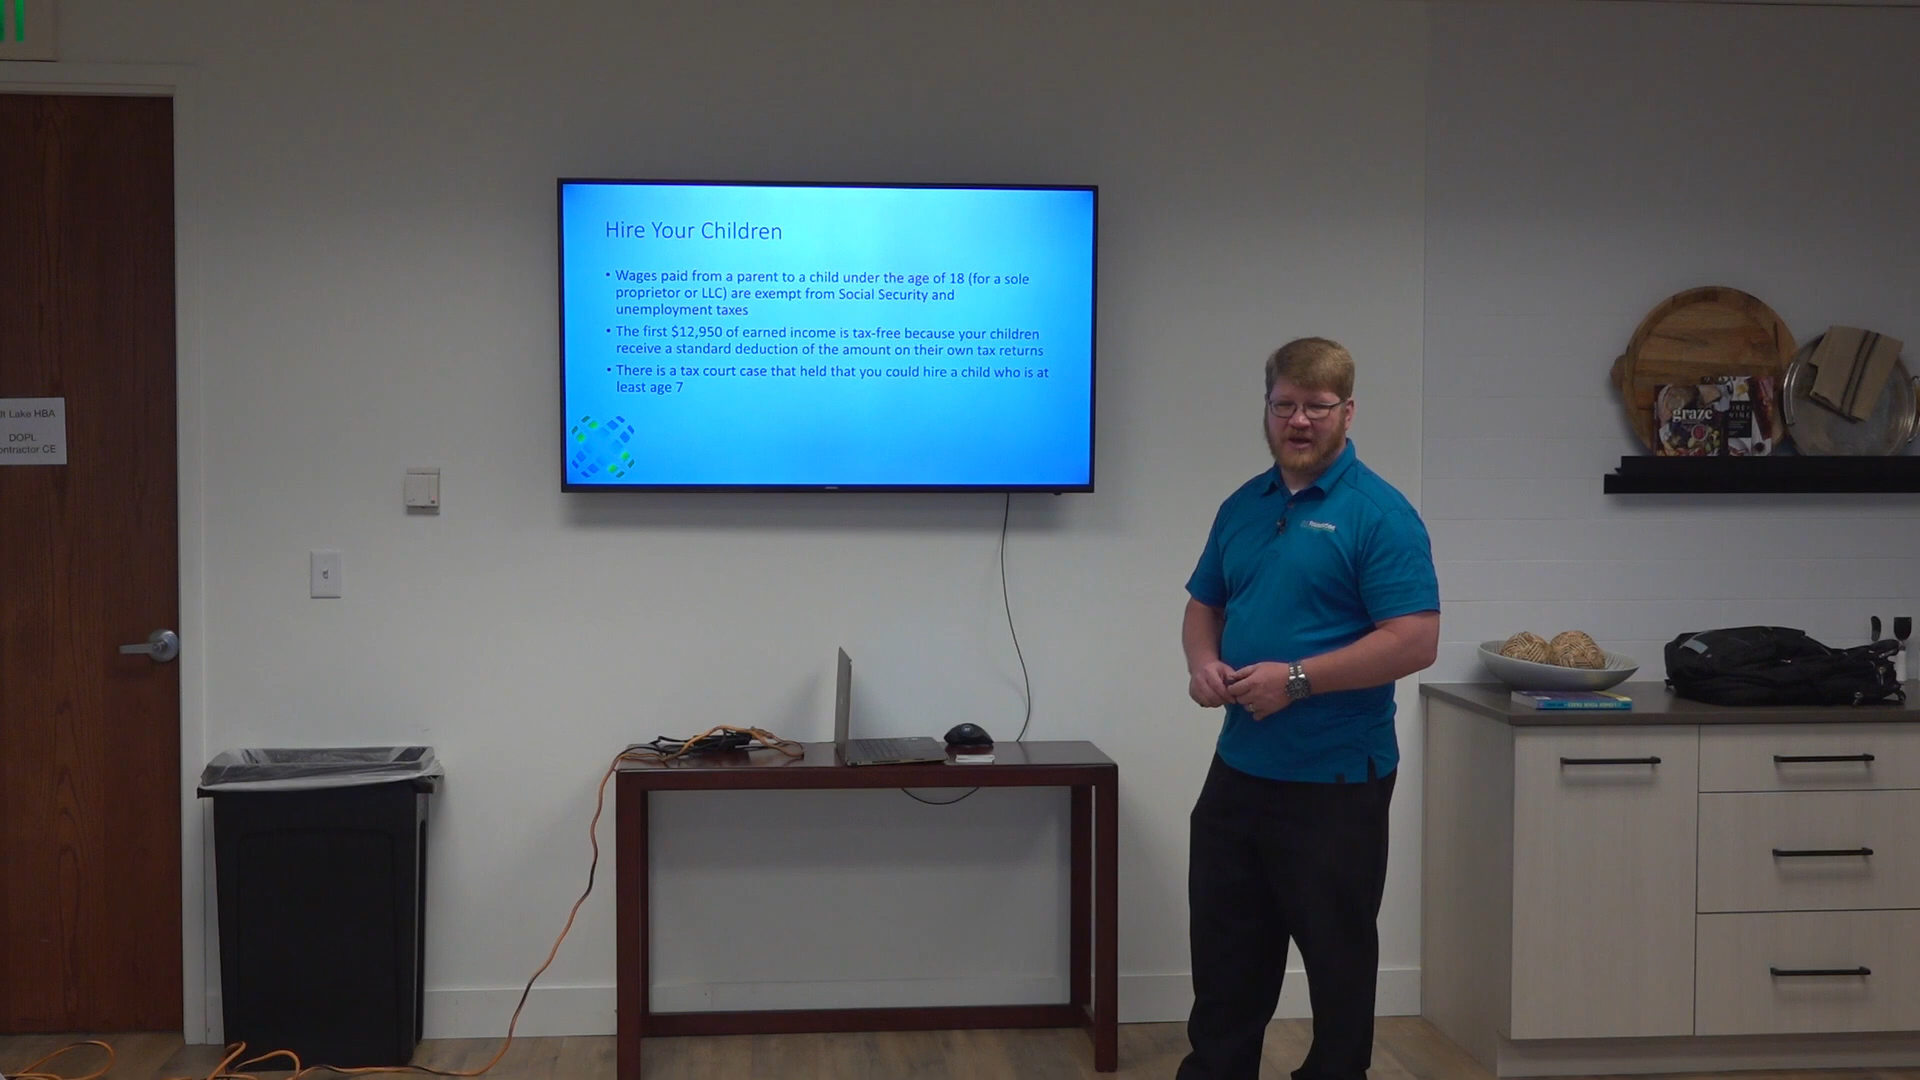 Lake HBA
DOPL
CE
Hire Your Children
• Wages paid from a parent to a child under the age of 18 (for a sole
proprietor or LLC) are exempt from Social Security and
unemployment taxes
• The first $12,950 of earned income is tax-free because your children
receive a standard deduction of the amount on their own tax returns
• There is a tax court case that held that you could hire a child who is at
least age 7
graze
WINE